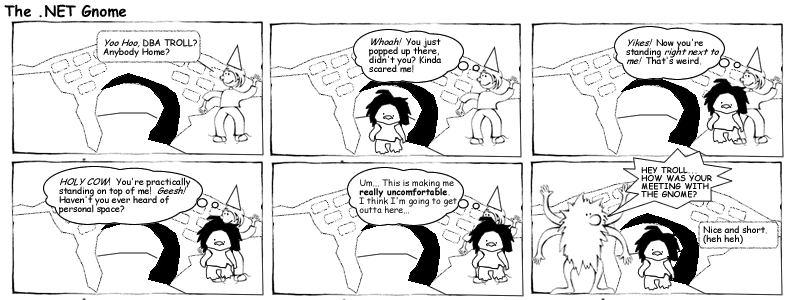 The .NET Gnome
Yoo Hoo, DBA TROLL?
Anybody Home?
Whoah! You just
popped up there,
didn't you? Kinda
scared me!
Yikes! Now you're
standing right next to
me! That's weird.
HOLY COW! You're practically
standing on top of me! Geesh!
Haven't you ever heard of
personal space?
Um... This is making me
really uncomfortable.
I think I'm going to get
outta here...
HEY TROLL...
HOW WAS YOUR
MEETING WITH
THE GNOME?
Nice and short.
(heh heh)